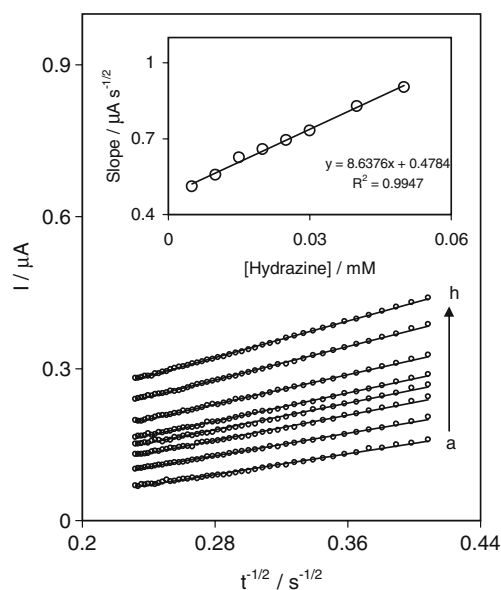 0.9
0.6
0.3
0
0.2
0.28
0.36
0.44
I / µA
t-1/2 / s-1/2
h
a
1
0.7
0.4
0
0.03
0.06
Slope / µA s-1/2
[Hydrazine] / mM
y = 8.6376x + 0.4784
R2 = 0.9947